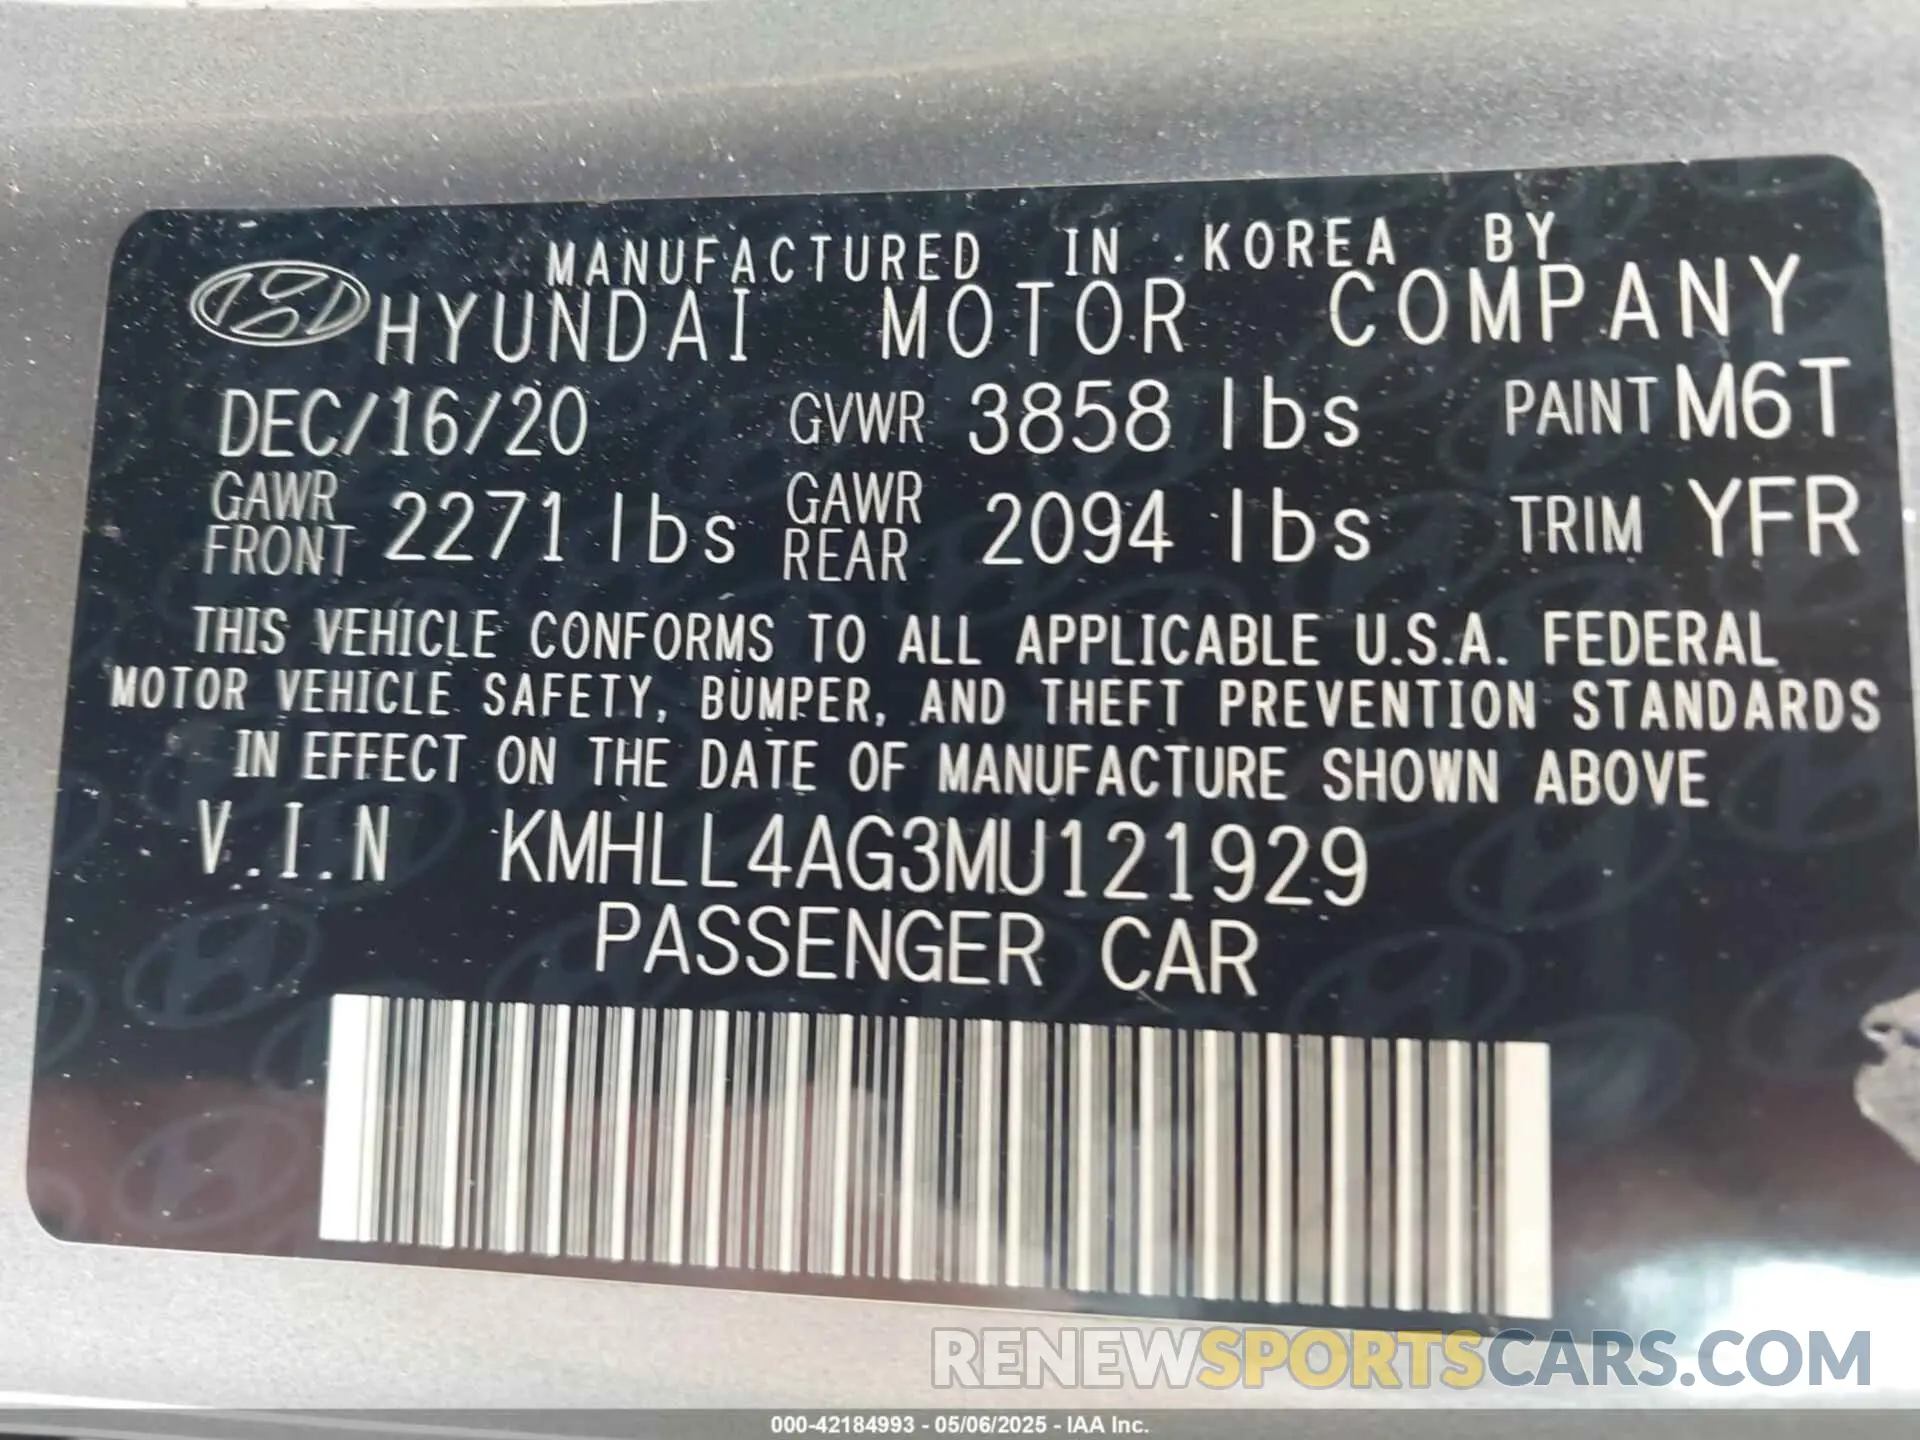 MANUFACTURED IN KOREA BY
HYUNDAI MOTOR COMPANY
DEC/16/20 GVWR 3858 lbs PAINT M6T
GAWR FRONT 2271 lbs GAWR REAR 2094 lbs TRIM YFR
THIS VEHICLE CONFORMS TO ALL APPLICABLE U.S.A. FEDERAL
MOTOR VEHICLE SAFETY, BUMPER, AND THEFT PREVENTION STANDARDS
IN EFFECT ON THE DATE OF MANUFACTURE SHOWN ABOVE
V.I.N KMHLL4AG3MU121929
PASSENGER CAR
RENEWSPORTSCARS.COM
000-42184993 - 05/06/2025 - IAA Inc.